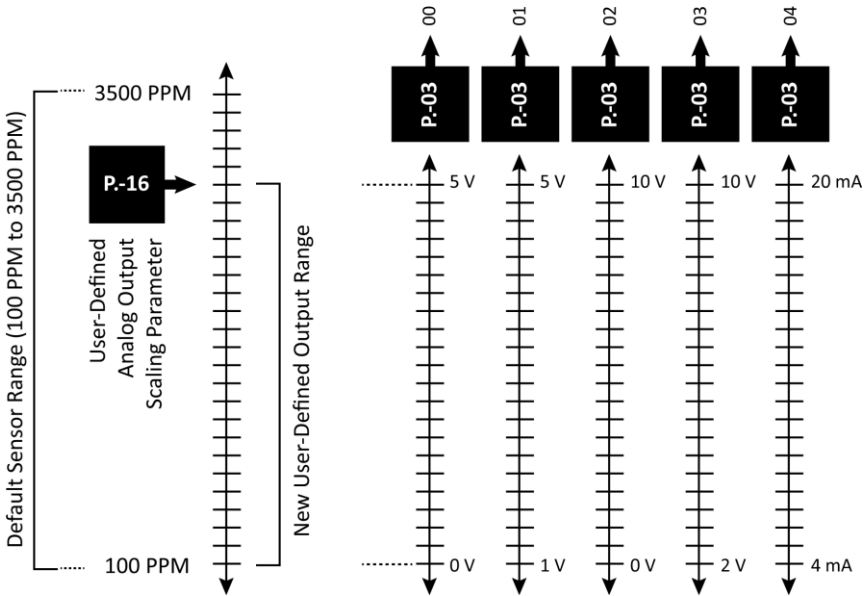 Default Sensor Range (100 PPM to 3500 PPM)
3500 PPM
P.-16
User-Defined
Analog Output
Scaling Parameter
100 PPM
New User-Defined Output Range
00
01
02
03
04
P.-03
P.-03
P.-03
P.-03
P.-03
5 V
5 V
10 V
10 V
20 mA
0 V
1 V
0 V
2 V
4 mA